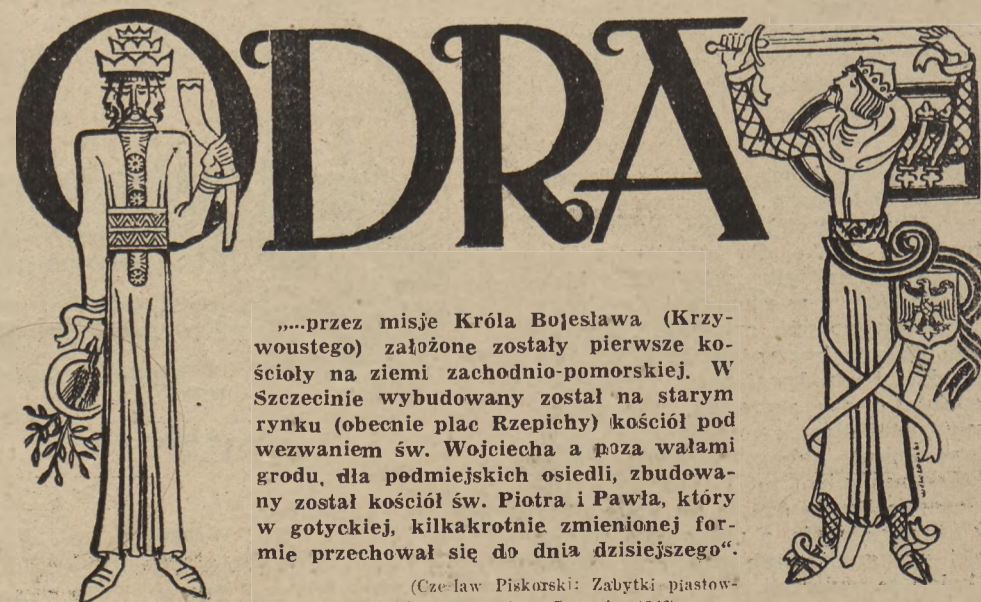 ODRA
„...przez misje Króla Bolesława (Krzy-
woustego) założone zostały pierwsze ko-
ścioły na ziemi zachodnio-pomorskiej. W
Szczecinie wybudowany został na starym
rynku (obecnie plac Rzepichy) kościół pod
wezwaniem św. Wojciecha a poza wałami
grodu, dla podmiejskich osiedli, zbudowa-
ny został kościół św. Piotra i Pawła, który
w gotyckiej, kilkakrotnie zmienionej for-
mie przechował się do dnia dzisiejszego“.
(Czesław Piskorski: Zabytki piastow-